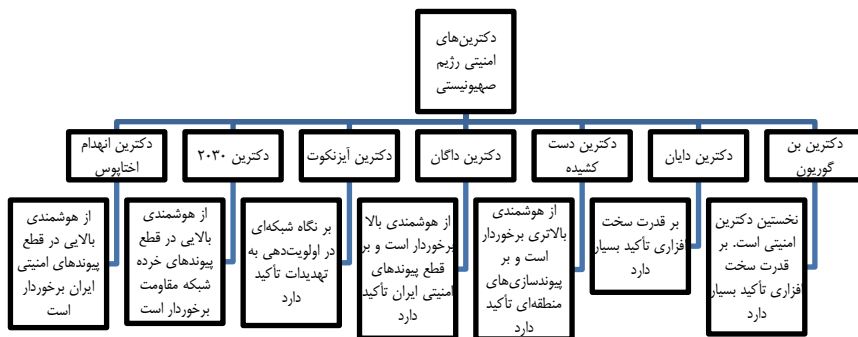 دکترین‌های
امنیتی رژیم
صهیونیستی
دکترین بن
گوریون
دکترین دایان
دکترین دست
کشیده
دکترین داگان
دکترین آیزنکوت
دکترین ۲۰۳۰
دکترین انهدام
اختاپوس
نخستین دکترین
امنیتی است. بر
قدرت سخت
افزاری تأکید بسیار
دارد
بر قدرت سخت
فزاری تأکید بسیار
دارد
از هوشمندی
بالاتری برخوردار
است و بر
پیوندسازی‌های
منطقه‌ای تأکید
دارد
از هوشمندی بالا
برخوردار است و بر
قطع پیوندهای
امنیتی ایران تأکید
دارد
بر نگاه شبکه‌ای
در اولویت‌دهی به
تهدیدات تأکید
دارد
از هوشمندی
بالایی در قطع
پیوندهای خرده
شبکه مقاومت
برخوردار است
از هوشمندی
بالایی در قطع
پیوندهای امنیتی
ایران برخوردار
است